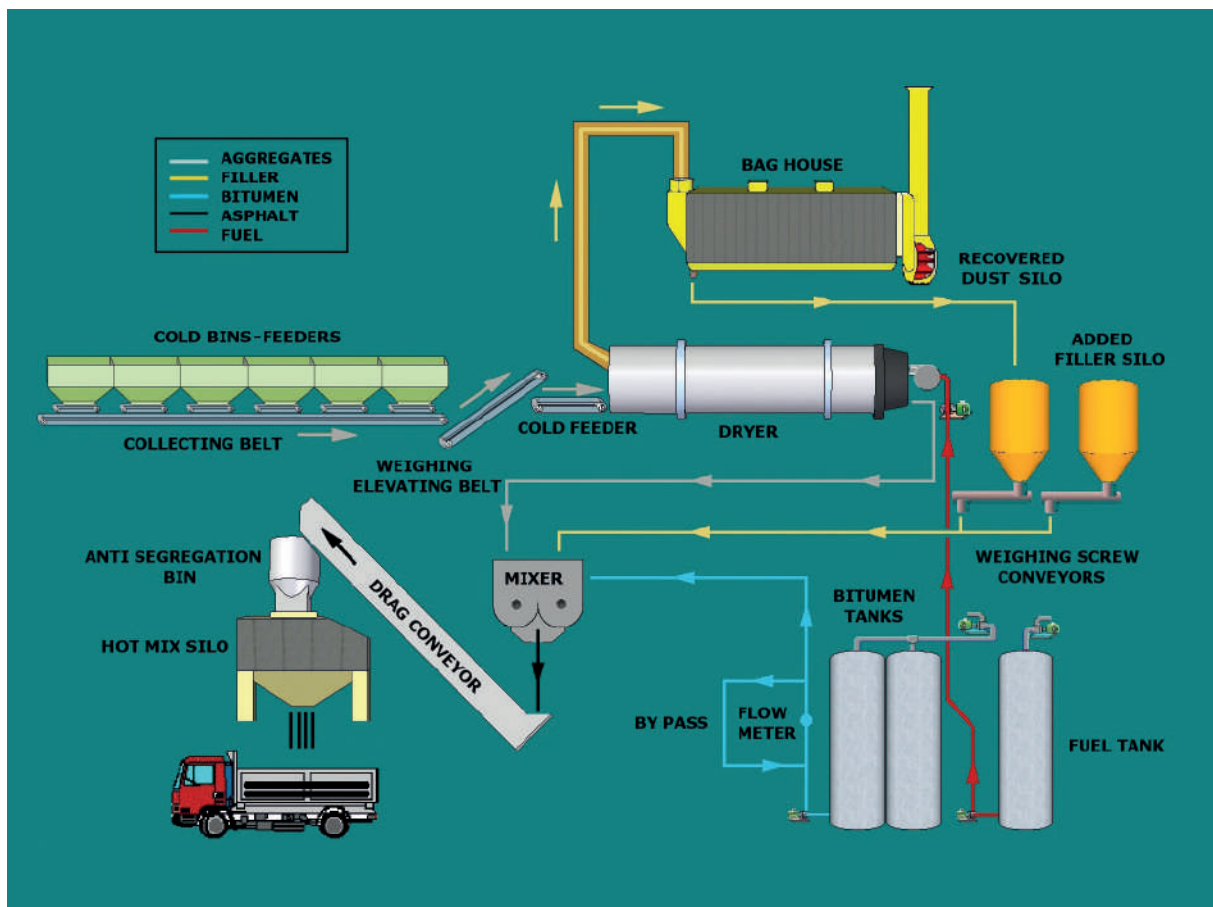 AGGREGATES
FILLER
BITUMEN
ASPHALT
FUEL
BAG HOUSE
RECOVERED
DUST SILO
COLD BINS-FEEDERS
ADDED
FILLER SILO
COLLECTING BELT
COLD FEEDER
DRYER
WEIGHING
ELEVATING BELT
ANTI SEGREGATION
BIN
MIXER
WEIGHING SCREW
CONVEYORS
BITUMEN
TANKS
DRAG CONVEYOR
HOT MIX SILO
BY PASS
FLOW
METER
FUEL TANK